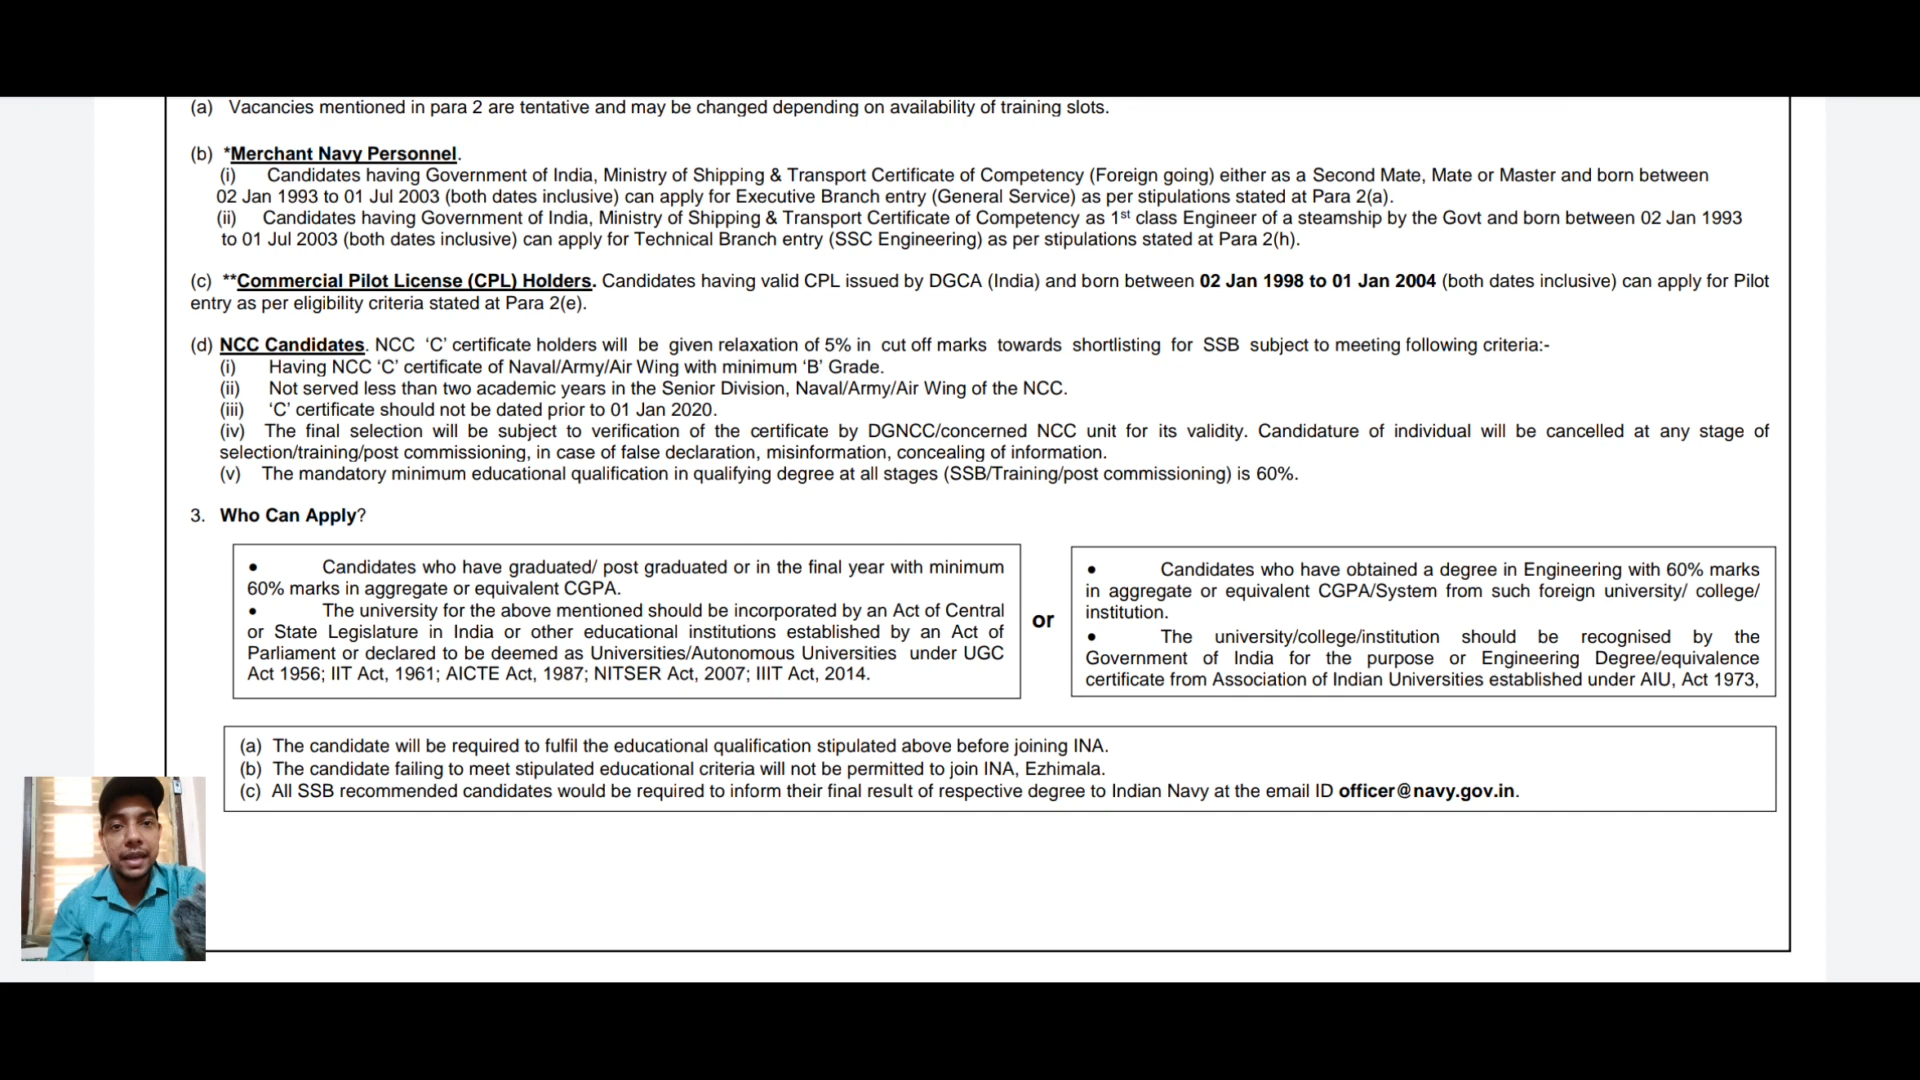 (a) Vacancies mentioned in para 2 are tentative and may be changed depending on availability of training slots.
(b) *Merchant Navy Personnel.
(i) Candidates having Government of India, Ministry of Shipping & Transport Certificate of Competency (Foreign going) either as a Second Mate, Mate or Master and born between
02 Jan 1993 to 01 Jul 2003 (both dates inclusive) can apply for Executive Branch entry (General Service) as per stipulations stated at Para 2(a).
(ii) Candidates having Government of India, Ministry of Shipping & Transport Certificate of Competency as 1st class Engineer of a steamship by the Govt and born between 02 Jan 1993
to 01 Jul 2003 (both dates inclusive) can apply for Technical Branch entry (SSC Engineering) as per stipulations stated at Para 2(h).
(c) **Commercial Pilot License (CPL) Holders. Candidates having valid CPL issued by DGCA (India) and born between 02 Jan 1998 to 01 Jan 2004 (both dates inclusive) can apply for Pilot
entry as per eligibility criteria stated at Para 2(e).
(d) NCC Candidates. NCC ‘C’ certificate holders will be given relaxation of 5% in cut off marks towards shortlisting for SSB subject to meeting following criteria:-
(i) Having NCC ‘C’ certificate of Naval/Army/Air Wing with minimum ‘B’ Grade.
(ii) Not served less than two academic years in the Senior Division, Naval/Army/Air Wing of the NCC.
(iii) ‘C’ certificate should not be dated prior to 01 Jan 2020.
(iv) The final selection will be subject to verification of the certificate by DGNCC/concerned NCC unit for its validity. Candidature of individual will be cancelled at any stage of
selection/training/post commissioning, in case of false declaration, misinformation, concealing of information.
(v) The mandatory minimum educational qualification in qualifying degree at all stages (SSB/Training/post commissioning) is 60%.
3. Who Can Apply?
• Candidates who have graduated/ post graduated or in the final year with minimum
60% marks in aggregate or equivalent CGPA.
• The university for the above mentioned should be incorporated by an Act of Central
or State Legislature in India or other educational institutions established by an Act of
Parliament or declared to be deemed as Universities/Autonomous Universities under UGC
Act 1956; IIT Act, 1961; AICTE Act, 1987; NITSER Act, 2007; IIIT Act, 2014.
or
• Candidates who have obtained a degree in Engineering with 60% marks
in aggregate or equivalent CGPA/System from such foreign university/ college/
institution.
• The university/college/institution should be recognised by the
Government of India for the purpose or Engineering Degree/equivalence
certificate from Association of Indian Universities established under AIU, Act 1973,
(a) The candidate will be required to fulfil the educational qualification stipulated above before joining INA.
(b) The candidate failing to meet stipulated educational criteria will not be permitted to join INA, Ezhimala.
(c) All SSB recommended candidates would be required to inform their final result of respective degree to Indian Navy at the email ID officer@navy.gov.in.